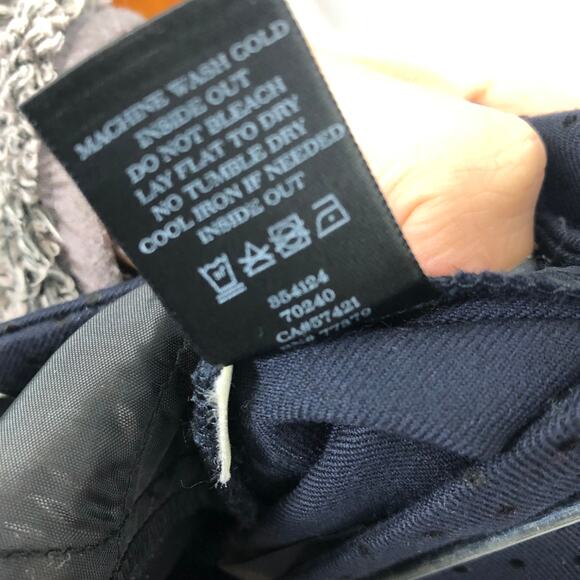 MACHINE WASH COLD
INSIDE OUT
DO NOT BLEACH
LAY FLAT TO DRY
NO TUMBLE DRY
COOL IRON IF NEEDED
INSIDE OUT
354124
70240
CA#57421